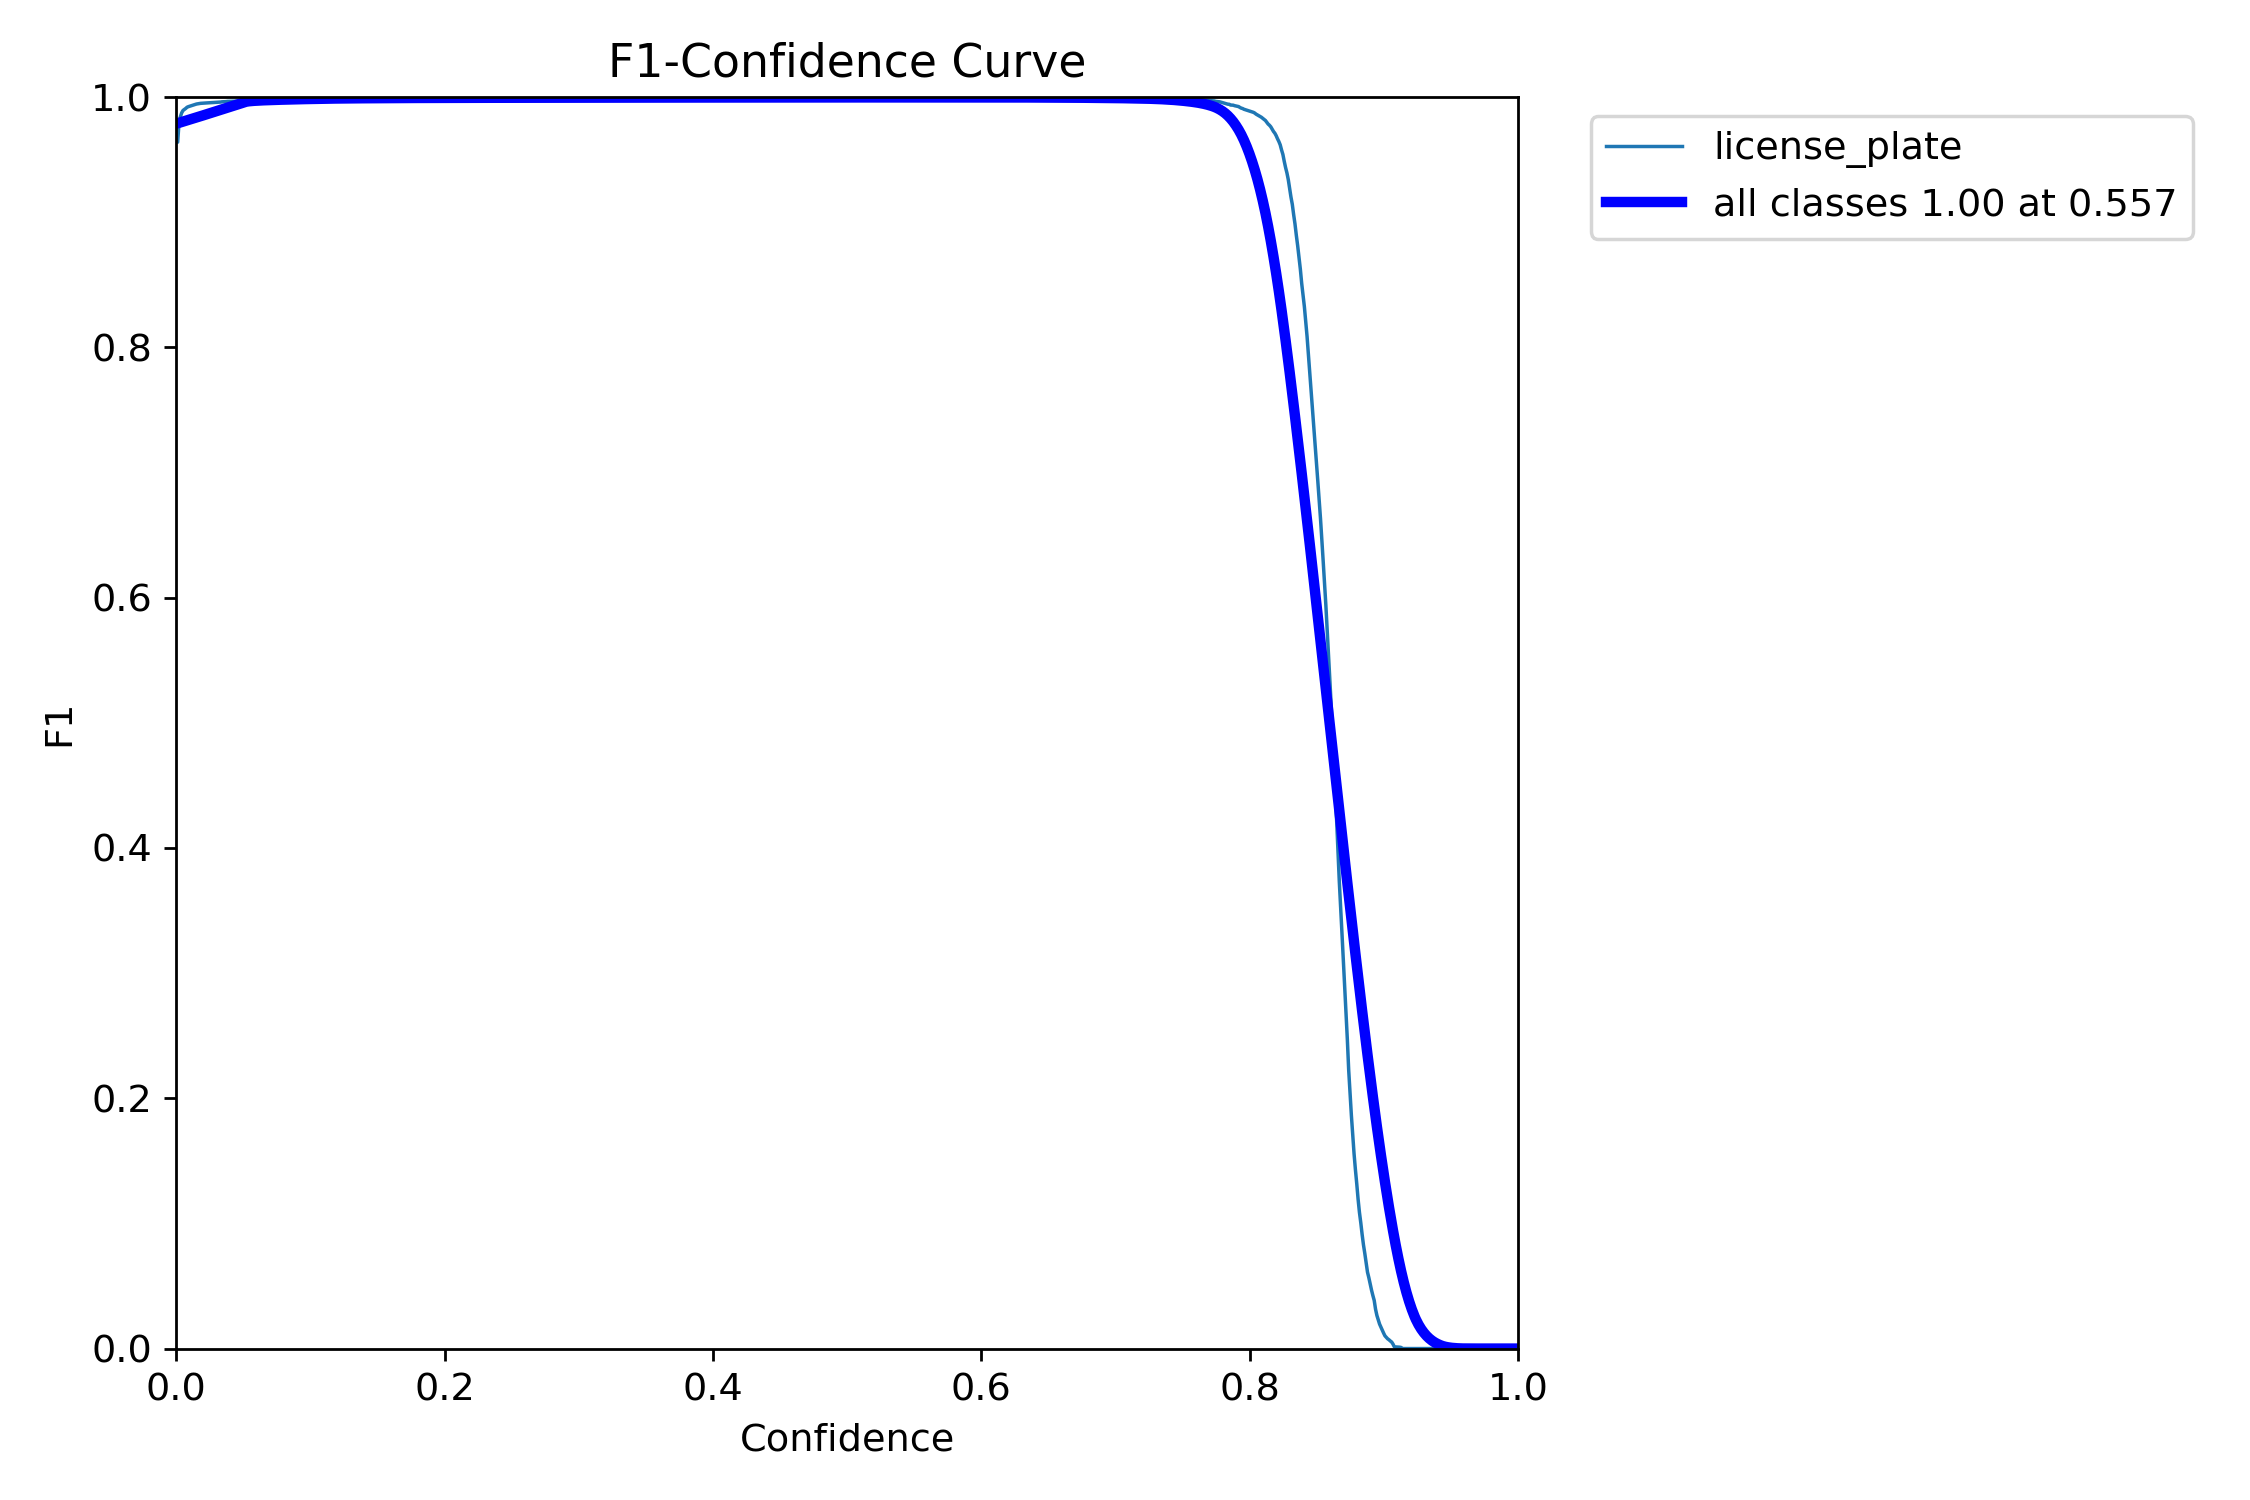 F1-Confidence Curve
1.0
0.8
0.6
0.4
0.2
0.0
F1
0.0 0.2 0.4 0.6 0.8 1.0
Confidence
license_plate
all classes 1.00 at 0.557